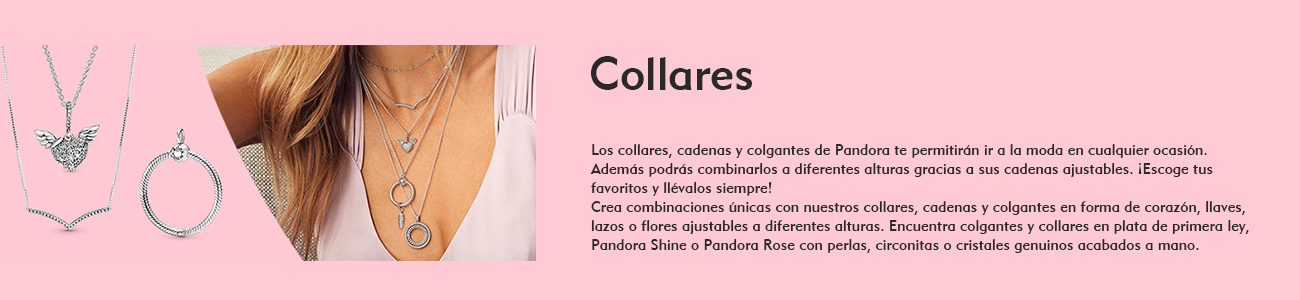 Collares
Los collares, cadenas y colgantes de Pandora te permitirán ir a la moda en cualquier ocasión.
Además podrás combinarlos a diferentes alturas gracias a sus cadenas ajustables. ¡Escoge tus
favoritos y llévalos siempre!
Crea combinaciones únicas con nuestros collares, cadenas y colgantes en forma de corazón, llaves,
lazos o flores ajustables a diferentes alturas. Encuentra colgantes y collares en plata de primera ley,
Pandora Shine o Pandora Rose con perlas, circonitas o cristales genuinos acabados a mano.